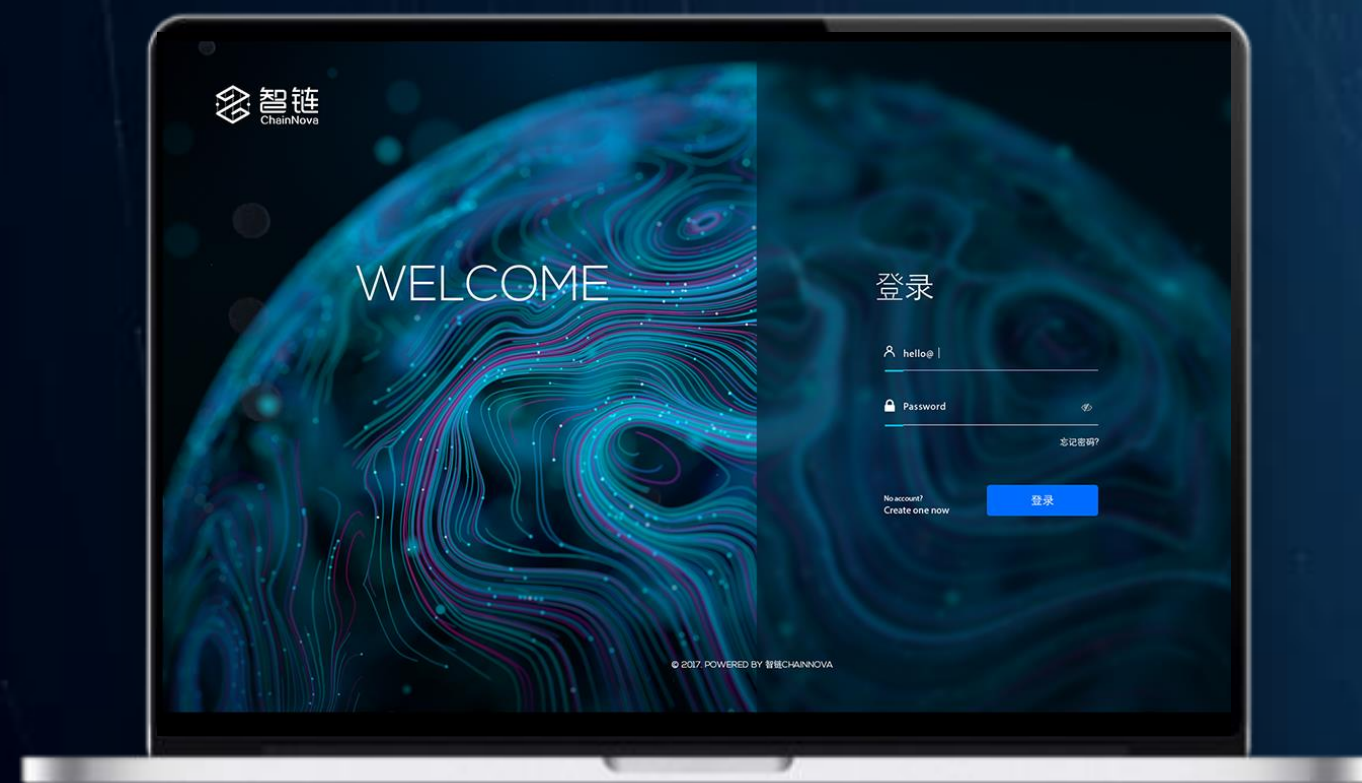 智链
ChainNova
WELCOME
登录
hello@
Password
忘记密码?
No account?
Create one now
登录
© 2017. POWERED BY 智链CHAINNOVA